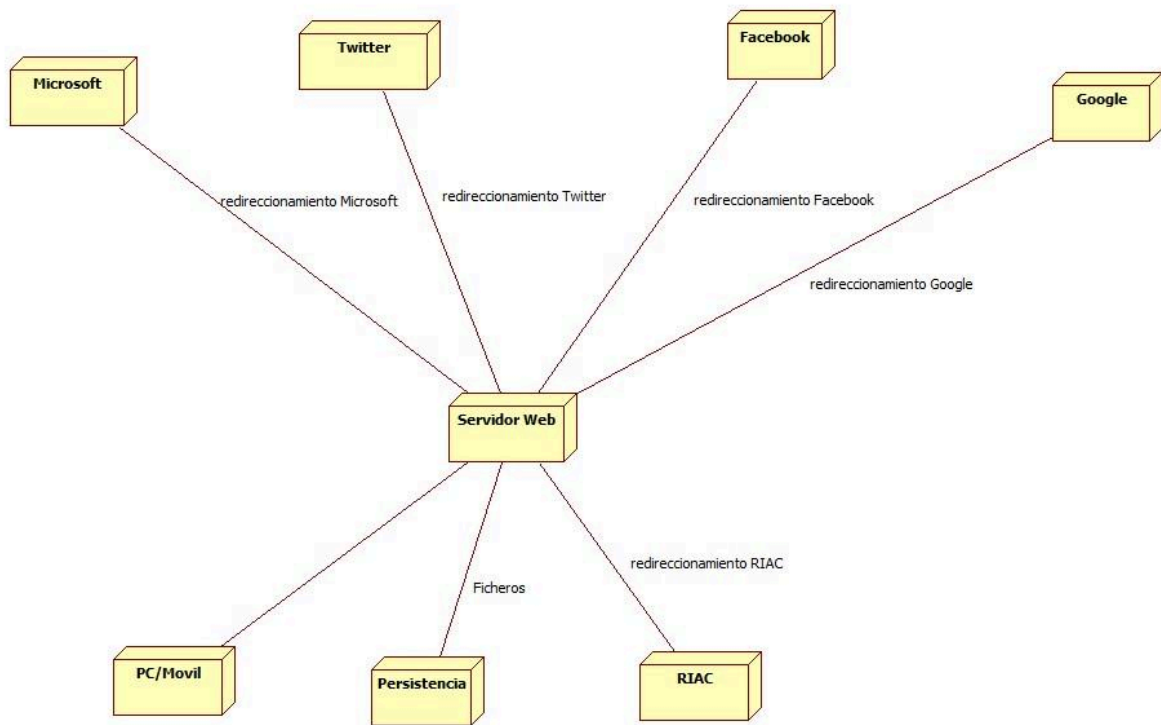 Twitter
Facebook
Microsoft
Google
redireccionamiento Microsoft
redireccionamiento Twitter
redireccionamiento Facebook
redireccionamiento Google
Servidor Web
redireccionamiento RIAC
Ficheros
PC/Movil
Persistencia
RIAC